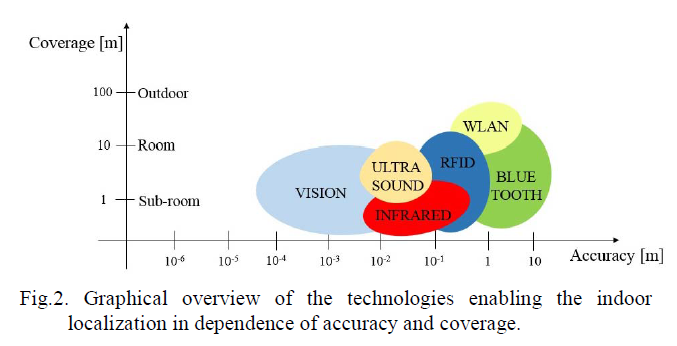 Coverage [m]
100 Outdoor
WLAN
10 Room
RFID
ULTRA
SOUND
BLUE
TOOTH
VISION
1 Sub-room
INFRARED
10-6 10-5 10-4 10-3 10-2 10-1 1 10 Accuracy [m]
Fig.2. Graphical overview of the technologies enabling the indoor
localization in dependence of accuracy and coverage.